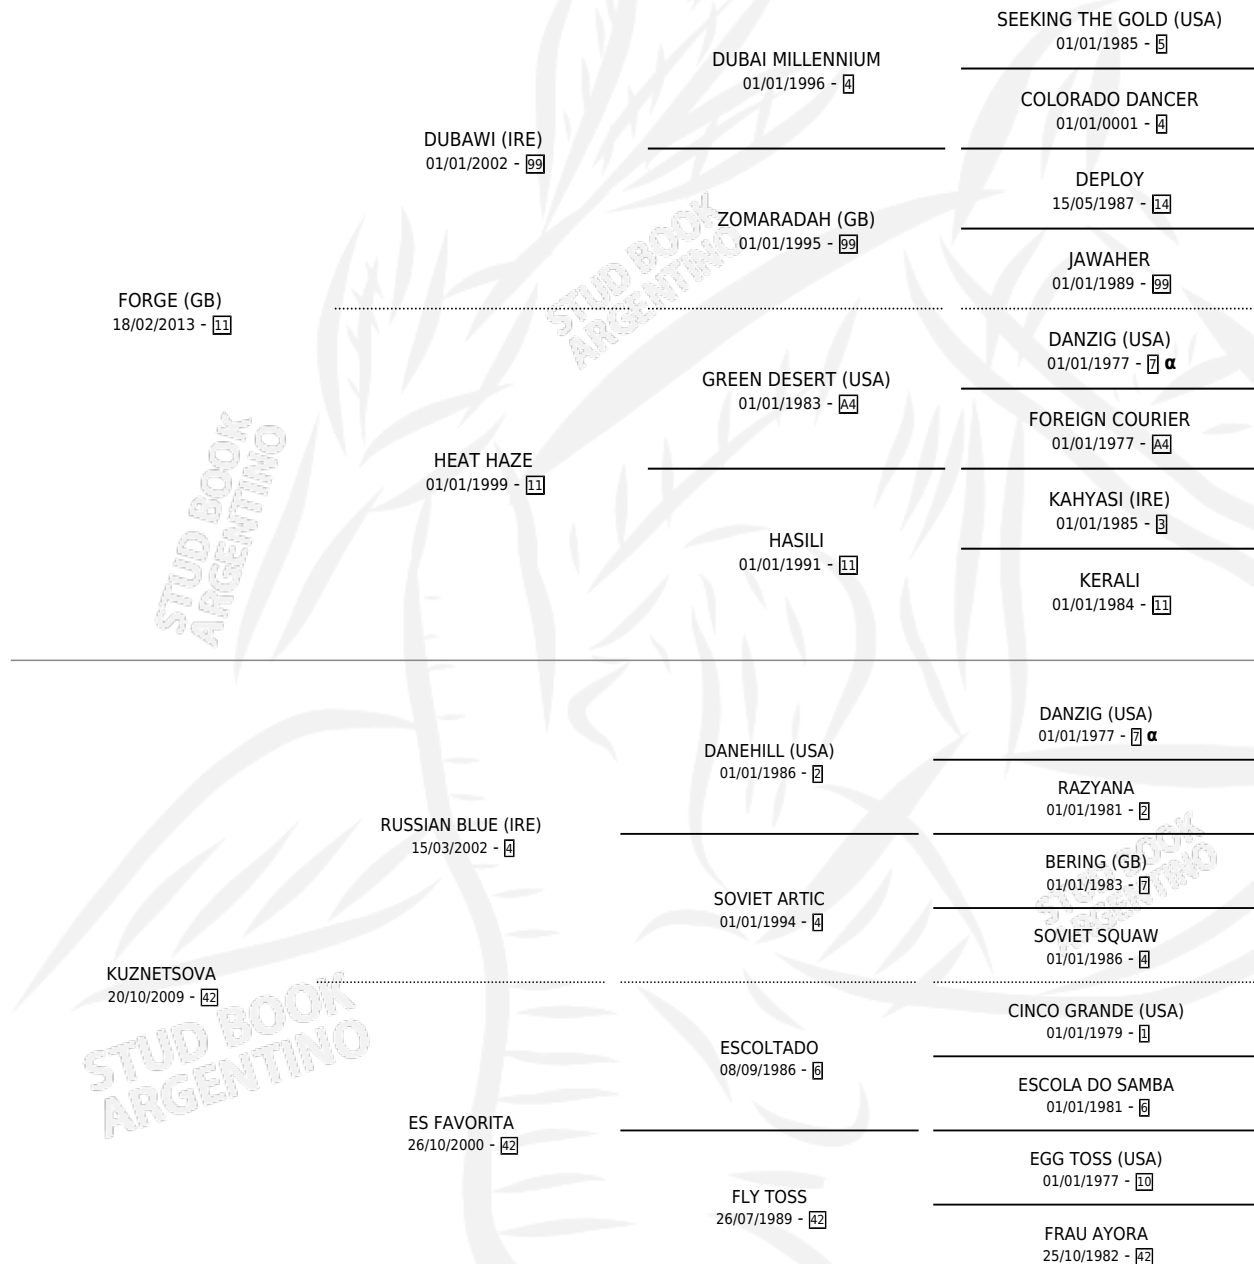 SEEKING THE GOLD (USA)
01/01/1985 - 5
DUBAI MILLENNIUM
01/01/1996 - 4
COLORADO DANCER
01/01/0001 - 4
DUBAWI (IRE)
01/01/2002 - 99
DEPLOY
15/05/1987 - 14
ZOMARADAH (GB)
01/01/1995 - 99
JAWAHER
01/01/1989 - 99
FORGE (GB)
18/02/2013 - 11
DANZIG (USA)
01/01/1977 - 7 α
GREEN DESERT (USA)
01/01/1983 - A4
FOREIGN COURIER
01/01/1977 - A4
HEAT HAZE
01/01/1999 - 11
KAHYASI (IRE)
01/01/1985 - 3
HASILI
01/01/1991 - 11
KERALI
01/01/1984 - 11
STUD BOOK
ARGENTINO
STUD BOOK
ARGENTINO
DANZIG (USA)
01/01/1977 - 7 α
DANEHILL (USA)
01/01/1986 - 2
RAZYANA
01/01/1981 - 2
RUSSIAN BLUE (IRE)
15/03/2002 - 4
BERING (GB)
01/01/1983 - 7
SOVIET ARTIC
01/01/1994 - 4
SOVIET SQUAW
01/01/1986 - 4
KUZNETSOVA
20/10/2009 - 42
CINCO GRANDE (USA)
01/01/1979 - 1
ESCOLTADO
08/09/1986 - 6
ESCOLA DO SAMBA
01/01/1981 - 6
ES FAVORITA
26/10/2000 - 42
EGG TOSS (USA)
01/01/1977 - 10
FLY TOSS
26/07/1989 - 42
FRAU AYORA
25/10/1982 - 42
STUD BOOK
ARGENTINO
STUD BOOK
ARGENTINO